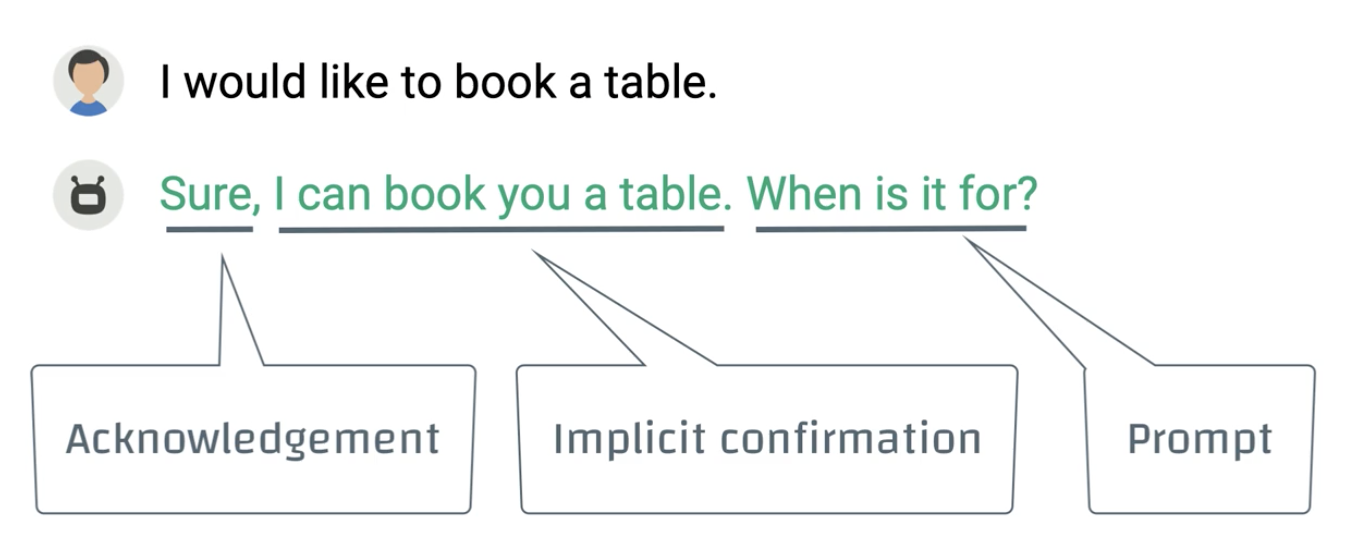 I would like to book a table.
Sure, I can book you a table. When is it for?
Acknowledgement
Implicit confirmation
Prompt